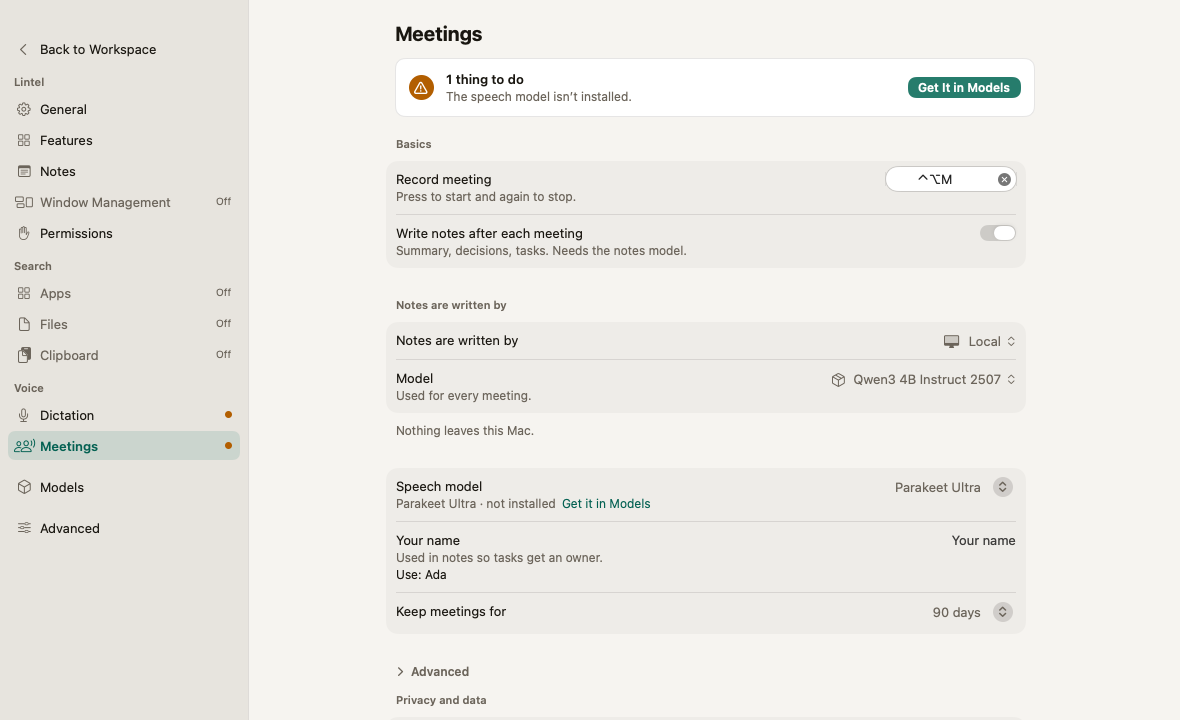 Back to Workspace
Lintel
General
Features
Notes
Window Management Off
Permissions
Search
Apps Off
Files Off
Clipboard Off
Voice
Dictation
Meetings
Models
Advanced
Meetings
1 thing to do
The speech model isn’t installed.
Get It in Models
Basics
Record meeting
Press to start and again to stop.
⌃⌥M
Write notes after each meeting
Summary, decisions, tasks. Needs the notes model.
Notes are written by
Notes are written by Local
Model
Used for every meeting.
Qwen3 4B Instruct 2507
Nothing leaves this Mac.
Speech model
Parakeet Ultra · not installed Get it in Models
Parakeet Ultra
Your name
Used in notes so tasks get an owner.
Use: Ada
Your name
Keep meetings for 90 days
Advanced
Privacy and data